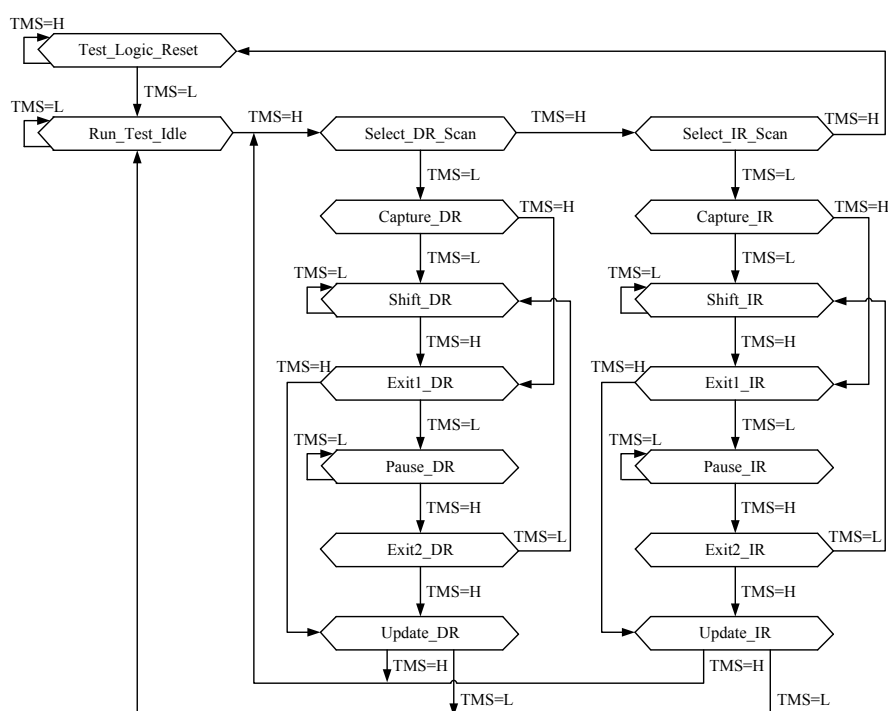 TMS=H
Test_Logic_Reset
TMS=L
TMS=L
Run_Test_Idle
TMS=H
Select_DR_Scan
TMS=H
Select_IR_Scan
TMS=H
TMS=L
TMS=L
Capture_DR
TMS=H
Capture_IR
TMS=H
TMS=L
TMS=L
TMS=L
Shift_DR
TMS=L
Shift_IR
TMS=H
TMS=H
TMS=H
Exit1_DR
TMS=H
Exit1_IR
TMS=L
TMS=L
TMS=L
Pause_DR
TMS=L
Pause_IR
TMS=H
TMS=H
Exit2_DR
TMS=L
Exit2_IR
TMS=L
TMS=H
TMS=H
Update_DR
Update_IR
TMS=H
TMS=H
TMS=L
TMS=L